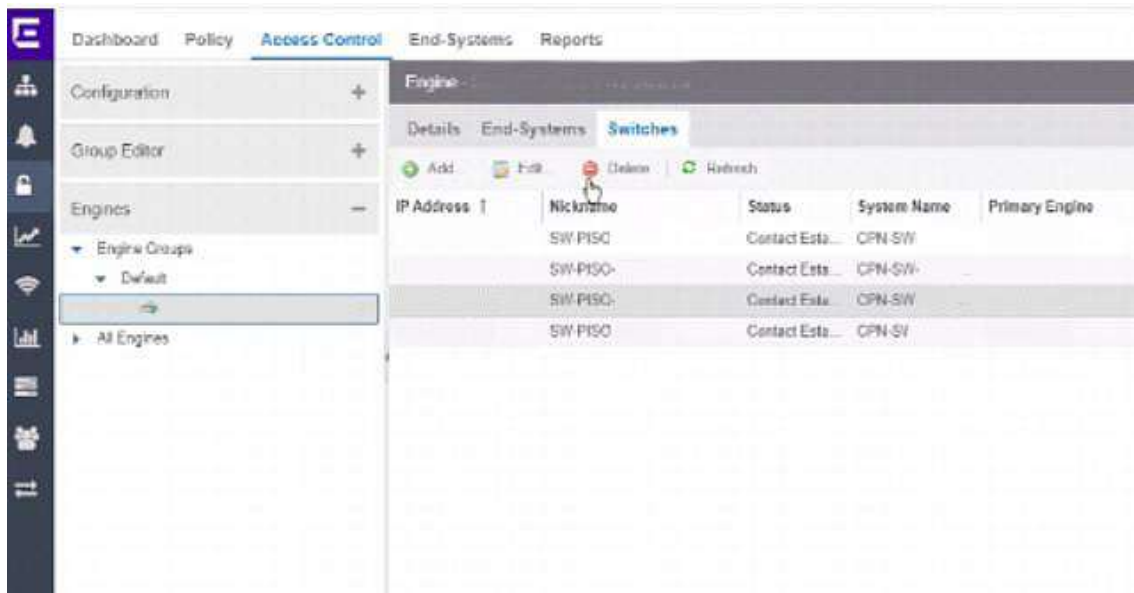 Dashboard Policy Access Control End-Systems Reports
Configuration
Group Editor
Engines
Engine Groups
Default
All Engines
Engine -
Details End-Systems Switches
Add... Edit... Delete Refresh
IP Address Nickname Status System Name Primary Engine
SW-PISO Contact Esta... CPN-SW
SW-PISO- Contact Esta... CPN-SW-
SW-PISO- Contact Esta... CPN-SW
SW-PISO Contact Esta... CPN-SV